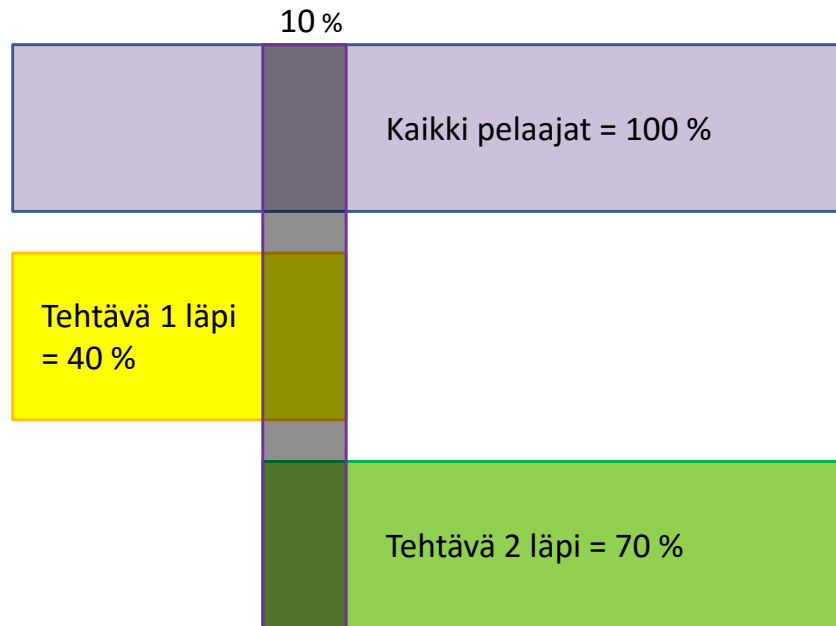 10 %
Kaikki pelaajat = 100 %
Tehtävä 1 läpi
= 40 %
Tehtävä 2 läpi = 70 %